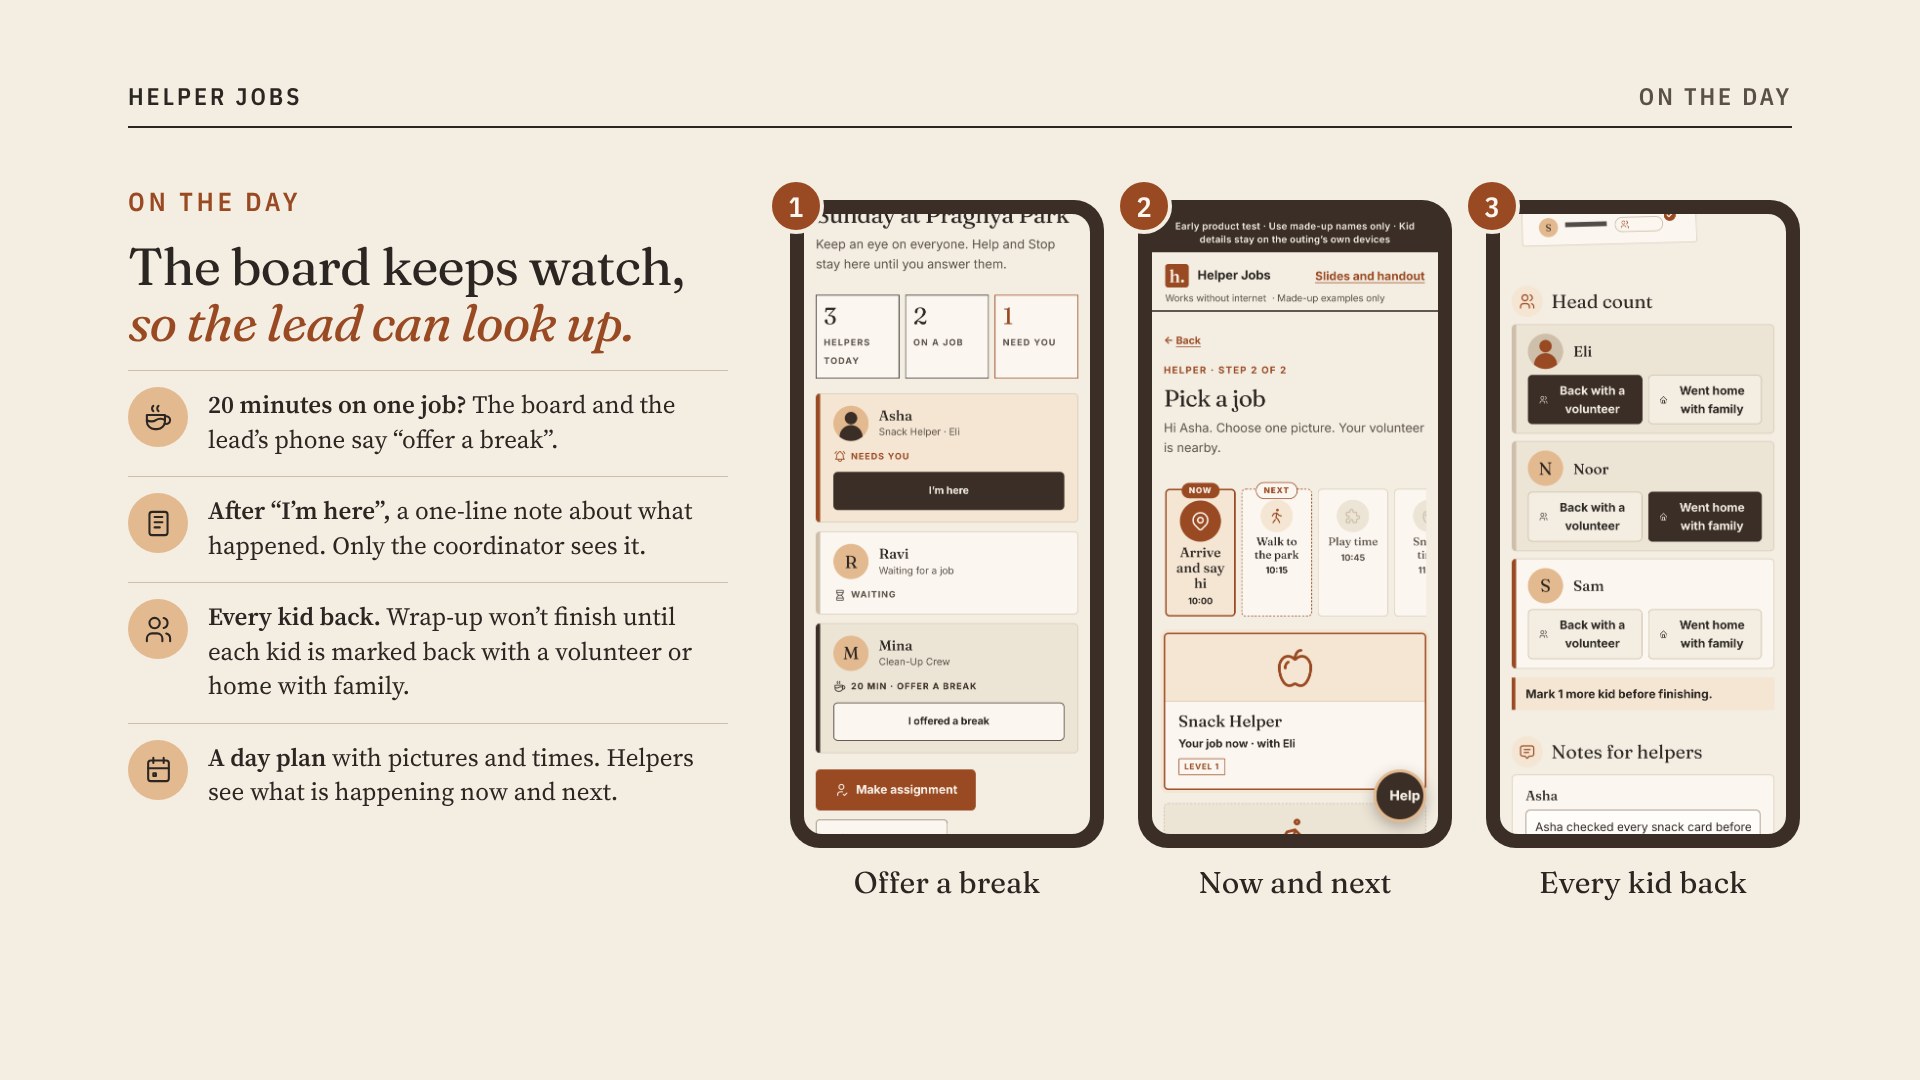 HELPER JOBS
ON THE DAY
ON THE DAY
The board keeps watch,
so the lead can look up.
20 minutes on one job? The board and the
lead’s phone say “offer a break”.
After “I’m here”, a one-line note about what
happened. Only the coordinator sees it.
Every kid back. Wrap-up won’t finish until
each kid is marked back with a volunteer or
home with family.
A day plan with pictures and times. Helpers
see what is happening now and next.
1
Sunday at Praghya Park
Keep an eye on everyone. Help and Stop
stay here until you answer them.
3
HELPERS
TODAY
2
ON A JOB
1
NEED YOU
Asha
Snack Helper · Eli
NEEDS YOU
I’m here
R
Ravi
Waiting for a job
WAITING
M
Mina
Clean-Up Crew
20 MIN · OFFER A BREAK
I offered a break
Make assignment
Offer a break
2
Early product test · Use made-up names only · Kid
details stay on the outing’s own devices
h.
Helper Jobs
Slides and handout
Works without internet · Made-up examples only
← Back
HELPER · STEP 2 OF 2
Pick a job
Hi Asha. Choose one picture. Your volunteer
is nearby.
NOW
Arrive
and say
hi
10:00
NEXT
Walk to
the park
10:15
Play time
10:45
Snack Helper
Your job now · with Eli
LEVEL 1
Help
Now and next
3
S
Head count
Eli
Back with a
volunteer
Went home
with family
N
Noor
Back with a
volunteer
Went home
with family
S
Sam
Back with a
volunteer
Went home
with family
Mark 1 more kid before finishing.
Notes for helpers
Asha
Asha checked every snack card before
Every kid back